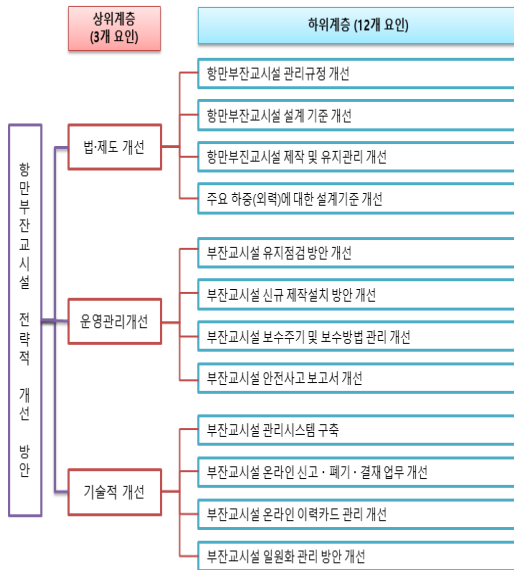 상위계층
(3개 요인)
하위계층 (12개 요인)
항만부잔교시설 전략적 개선 방안
법·제도 개선
항만부잔교시설 관리규정 개선
항만부잔교시설 설계 기준 개선
항만부진교시설 제작 및 유지관리 개선
주요 하중(외력)에 대한 설계기준 개선
운영관리개선
부잔교시설 유지점검 방안 개선
부잔교시설 신규 제작설치 방안 개선
부잔교시설 보수주기 및 보수방법 관리 개선
부잔교시설 안전사고 보고서 개선
기술적 개선
부잔교시설 관리시스템 구축
부잔교시설 온라인 신고·폐기·결재 업무 개선
부잔교시설 온라인 이력카드 관리 개선
부잔교시설 일원화 관리 방안 개선